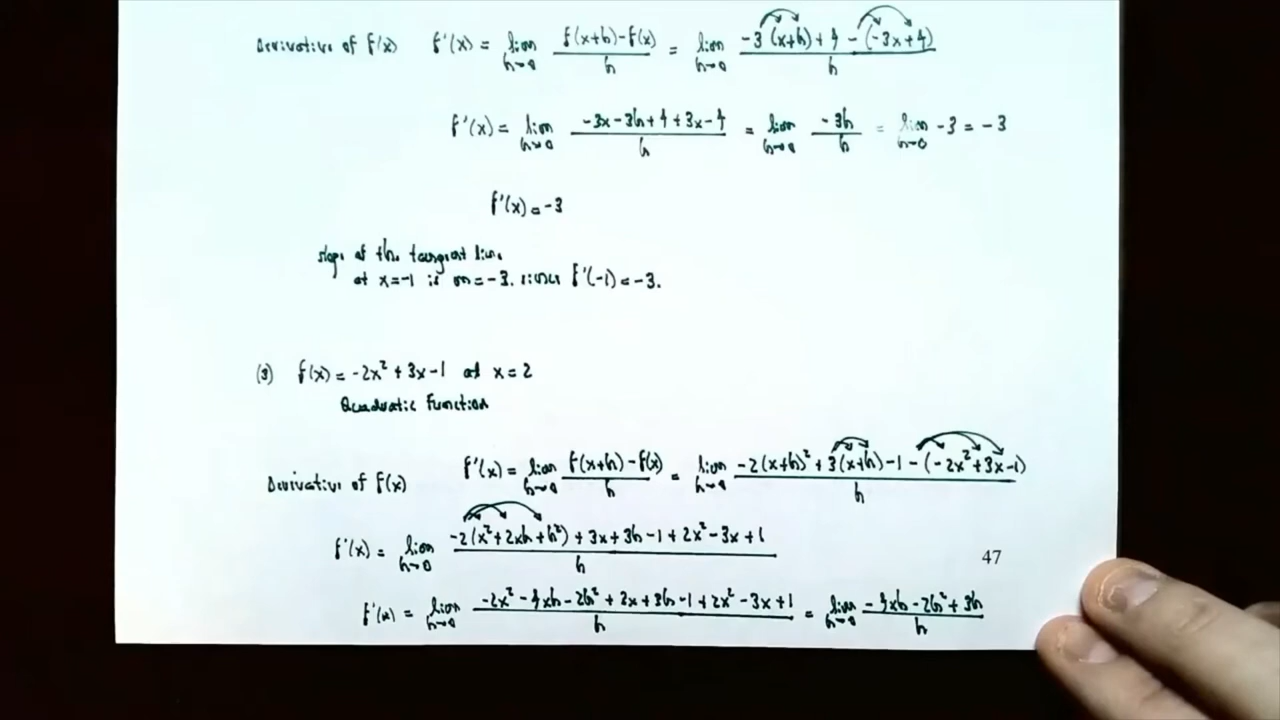 Derivative of f(x) f'(x) = lim h→0 f(x+h)-f(x) / h = lim h→0 -3(x+h)+4-(-3x+4) / h
f'(x) = lim h→0 -3x-3h+4+3x-4 / h = lim h→0 -3h / h = lim h→0 -3 = -3
f'(x) = -3
slope of the tangent line
at x=-1 is m=-3. since f'(-1) = -3.
(3) f(x) = -2x²+3x-1 at x=2
Quadratic Function
Derivative of f(x) f'(x) = lim h→0 f(x+h)-f(x) / h = lim h→0 -2(x+h)²+3(x+h)-1-(-2x²+3x-1) / h
f'(x) = lim h→0 -2(x²+2xh+h²)+3x+3h-1+2x²-3x+1 / h
47
f'(x) = lim h→0 -2x²-4xh-2h²+2x+3h-1+2x²-3x+1 / h = lim h→0 -4xh-2h²+3h / h